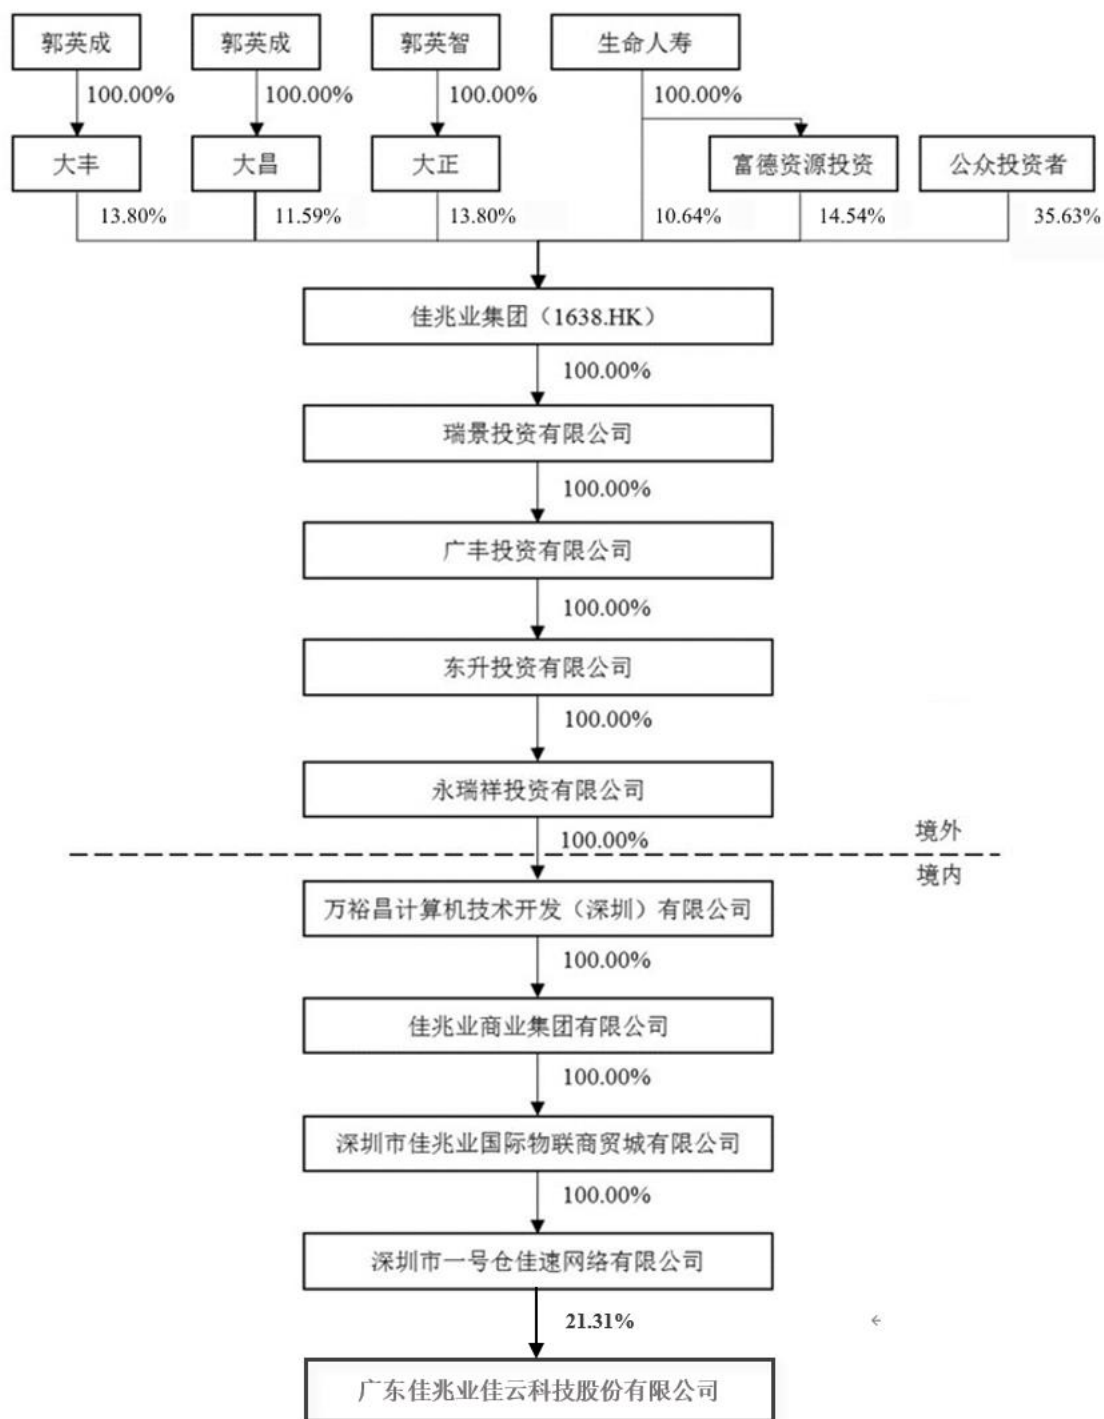 郭英成 郭英成 郭英智 生命人寿
100.00% 100.00% 100.00% 100.00%
大丰 大昌 大正 富德资源投资 公众投资者
13.80% 11.59% 13.80% 10.64% 14.54% 35.63%
佳兆业集团（1638.HK）
100.00%
瑞景投资有限公司
100.00%
广丰投资有限公司
100.00%
东升投资有限公司
100.00%
永瑞祥投资有限公司
境外
100.00%
境内
万裕昌计算机技术开发（深圳）有限公司
100.00%
佳兆业商业集团有限公司
100.00%
深圳市佳兆业国际物联商贸城有限公司
100.00%
深圳市一号仓佳速网络有限公司
21.31%
广东佳兆业佳云科技股份有限公司